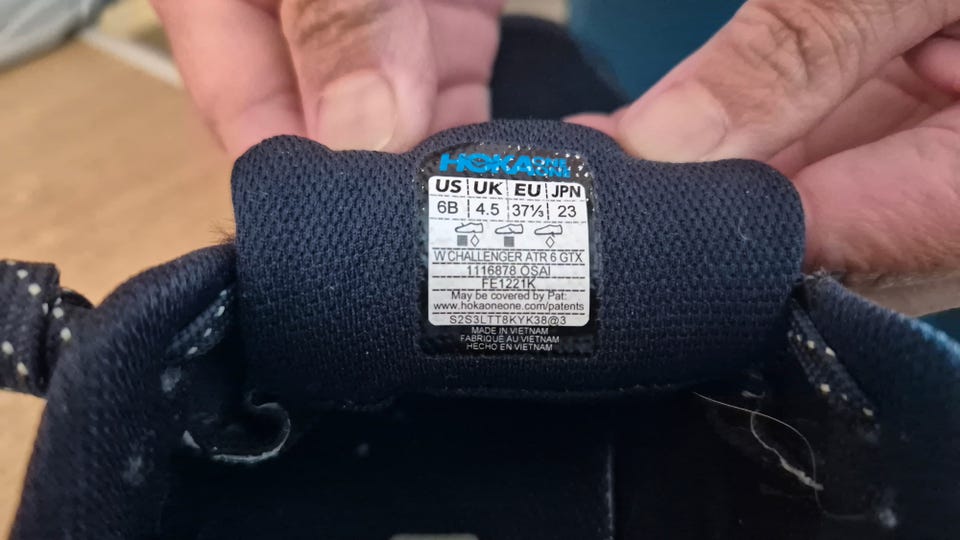 HOKA ONE ONE
US UK EU JPN
6B 4.5 37⅓ 23
W CHALLENGER ATR 6 GTX
1116878 OSAI
FE1221K
May be covered by Pat:
www.hokaoneone.com/patents
S2S3LTT8KYK38@3
MADE IN VIETNAM
FABRIQUÉ AU VIETNAM
HECHO EN VIETNAM